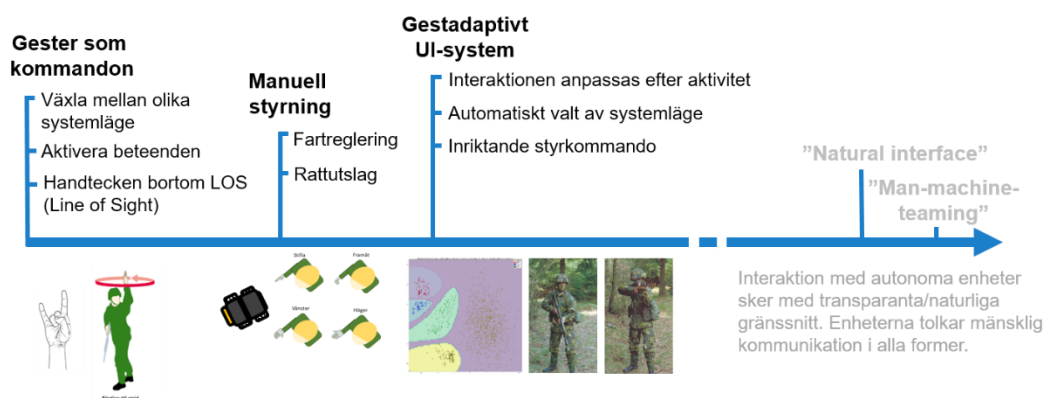 Gester som
kommandon
Växla mellan olika
systemläge
Aktivera beteenden
Handtecken bortom LOS
(Line of Sight)
Manuell
styrning
Fartreglering
Rattutslag
Gestadaptivt
UI-system
Interaktionen anpassas efter aktivitet
Automatiskt valt av systemläge
Inriktande styrkommando
”Natural interface”
”Man-machine-
teaming”
Stilla
Framåt
Vänster
Höger
Interaktion med autonoma enheter
sker med transparanta/naturliga
gränssnitt. Enheterna tolkar mänsklig
kommunikation i alla former.